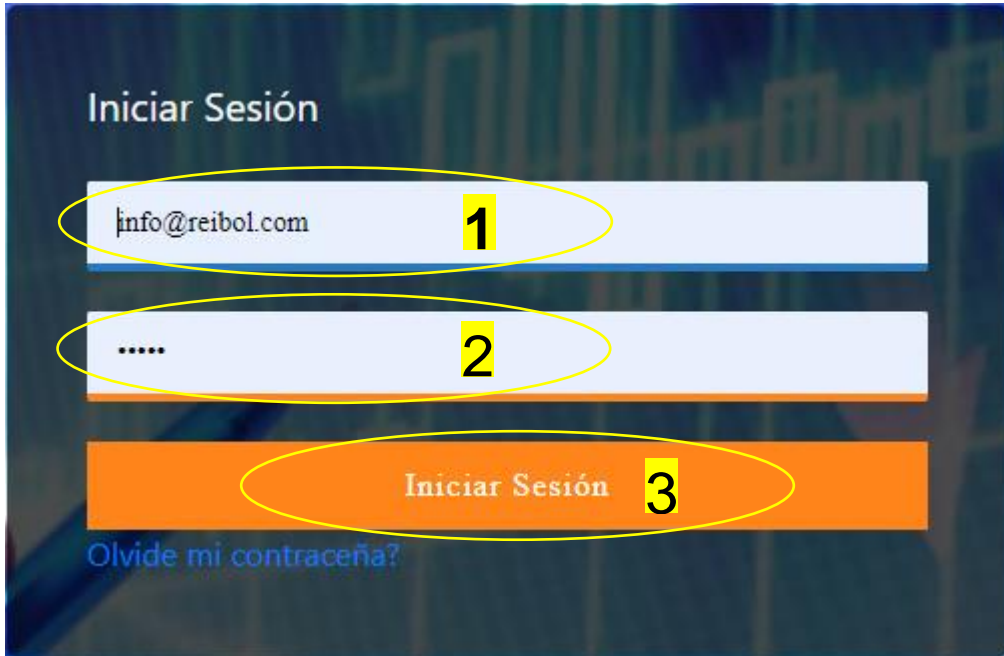 Iniciar Sesión
info@reibol.com 1
••••• 2
Iniciar Sesión 3
Olvide mi contraceña?